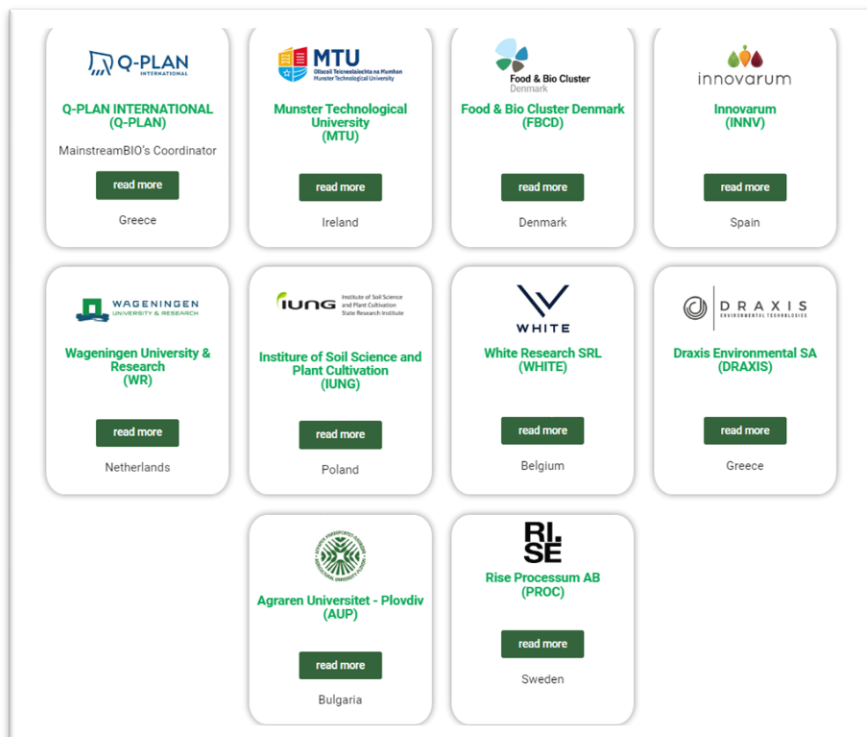 Q-PLAN
INTERNATIONAL
Q-PLAN INTERNATIONAL
(Q-PLAN)
MainstreamBIO's Coordinator
read more
Greece
MTU
Ollscoil Teicneolaíochta na Mumhan
Munster Technological University
Munster Technological
University
(MTU)
read more
Ireland
Food & Bio Cluster
Denmark
Food & Bio Cluster Denmark
(FBCD)
read more
Denmark
innovarum
Innovarum
(INNV)
read more
Spain
WAGENINGEN
UNIVERSITY & RESEARCH
Wageningen University &
Research
(WR)
read more
Netherlands
IUNG
Institute of Soil Science
and Plant Cultivation
State Research Institute
Institure of Soil Science and
Plant Cultivation
(IUNG)
read more
Poland
WHITE
White Research SRL
(WHITE)
read more
Belgium
DRAXIS
ENVIRONMENTAL TECHNOLOGIES
Draxis Environmental SA
(DRAXIS)
read more
Greece
Agraren Universitet - Plovdiv
(AUP)
read more
Bulgaria
RI.
SE
Rise Processum AB
(PROC)
read more
Sweden